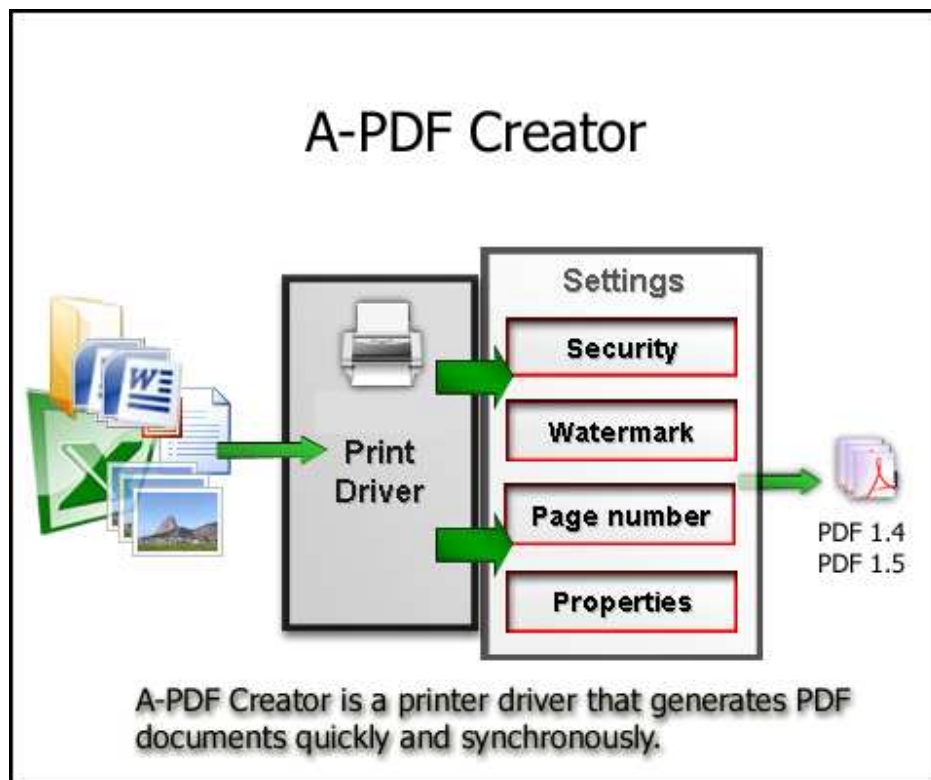 A-PDF Creator
Settings
Security
Watermark
Page number
Properties
Print
Driver
W
PDF 1.4
PDF 1.5
A-PDF Creator is a printer driver that generates PDF
documents quickly and synchronously.